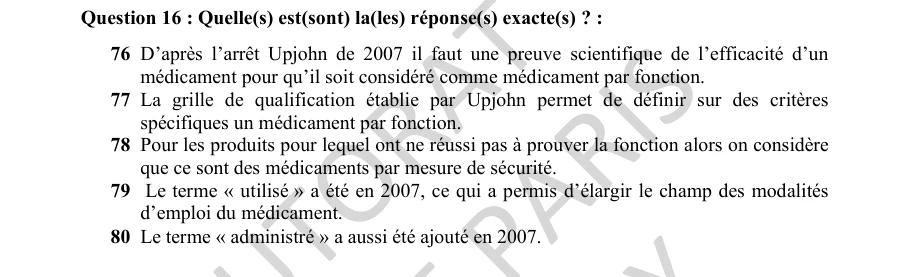 Question 16 : Quelle(s) est(sont) la(les) réponse(s) exacte(s) ? :
76 D’après l’arrêt Upjohn de 2007 il faut une preuve scientifique de l’efficacité d’un
médicament pour qu’il soit considéré comme médicament par fonction.
77 La grille de qualification établie par Upjohn permet de définir sur des critères
spécifiques un médicament par fonction.
78 Pour les produits pour lequel ont ne réussi pas à prouver la fonction alors on considère
que ce sont des médicaments par mesure de sécurité.
79 Le terme « utilisé » a été en 2007, ce qui a permis d’élargir le champ des modalités
d’emploi du médicament.
80 Le terme « administré » a aussi été ajouté en 2007.